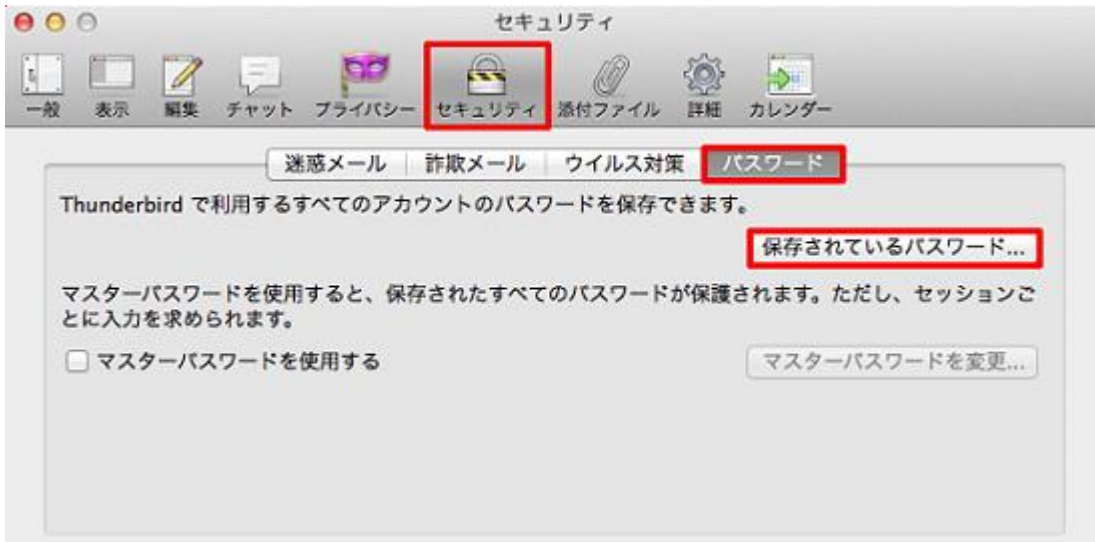 セキュリティ
一般 表示 編集 チャット プライバシー セキュリティ 添付ファイル 詳細 カレンダー
迷惑メール 詐欺メール ウイルス対策 パスワード
Thunderbird で利用するすべてのアカウントのパスワードを保存できます。
保存されているパスワード...
マスターパスワードを使用すると、保存されたすべてのパスワードが保護されます。ただし、セッションご
とに入力を求められます。
マスターパスワードを使用する マスターパスワードを変更...